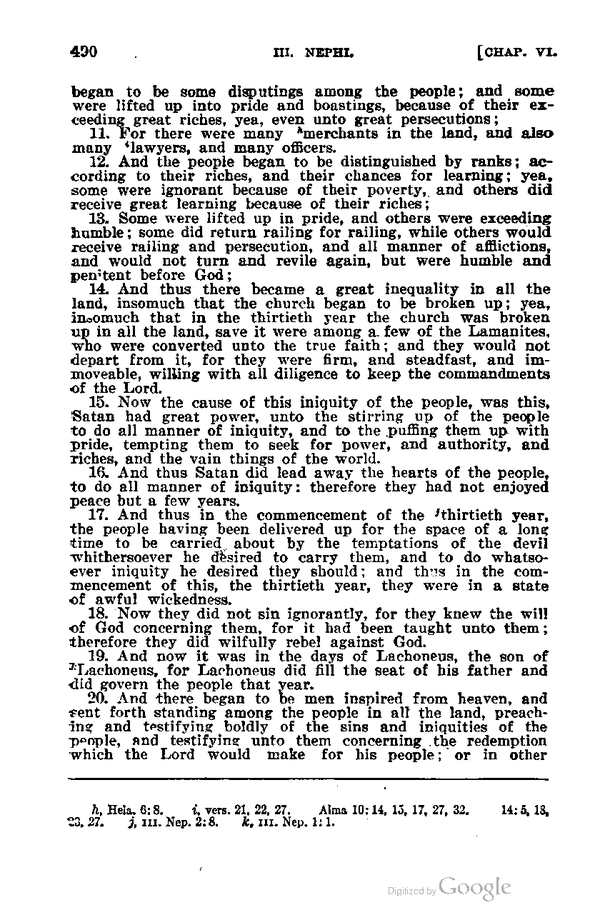 490 III. NEPHI. [CHAP. VI.
began to be some disputings among the people; and some
were lifted up into pride and boastings, because of their ex-
ceeding great riches, yea, even unto great persecutions;
11. For there were many hmerchants in the land, and also
many ilawyers, and many officers.
12. And the people began to be distinguished by ranks; ac-
cording to their riches, and their chances for learning; yea,
some were ignorant because of their poverty, and others did
receive great learning because of their riches;
13. Some were lifted up in pride, and others were exceeding
humble; some did return railing for railing, while others would
receive railing and persecution, and all manner of afflictions,
and would not turn and revile again, but were humble and
penitent before God;
14. And thus there became a great inequality in all the
land, insomuch that the church began to be broken up; yea,
insomuch that in the thirtieth year the church was broken
up in all the land, save it were among a few of the Lamanites,
who were converted unto the true faith; and they would not
depart from it, for they were firm, and steadfast, and im-
moveable, willing with all diligence to keep the commandments
of the Lord.
15. Now the cause of this iniquity of the people, was this,
Satan had great power, unto the stirring up of the people
to do all manner of iniquity, and to the puffing them up with
pride, tempting them to seek for power, and authority, and
riches, and the vain things of the world.
16. And thus Satan did lead away the hearts of the people,
to do all manner of iniquity: therefore they had not enjoyed
peace but a few years.
17. And thus in the commencement of the jthirtieth year,
the people having been delivered up for the space of a long
time to be carried about by the temptations of the devil
whithersoever he desired to carry them, and to do whatso-
ever iniquity he desired they should; and thus in the com-
mencement of this, the thirtieth year, they were in a state
of awful wickedness.
18. Now they did not sin ignorantly, for they knew the will
of God concerning them, for it had been taught unto them;
therefore they did wilfully rebel against God.
19. And now it was in the days of Lachoneus, the son of
kLachoneus, for Lachoneus did fill the seat of his father and
did govern the people that year.
20. And there began to be men inspired from heaven, and
sent forth standing among the people in all the land, preach-
ing and testifying boldly of the sins and iniquities of the
people, and testifying unto them concerning the redemption
which the Lord would make for his people; or in other
h, Hela. 6:8. i, vers. 21, 22, 27. Alma 10:14, 15, 17, 27, 32. 14:5, 18,
23, 27. j, III. Nep. 2:8. k, III. Nep. 1:1.
Digitized by Google